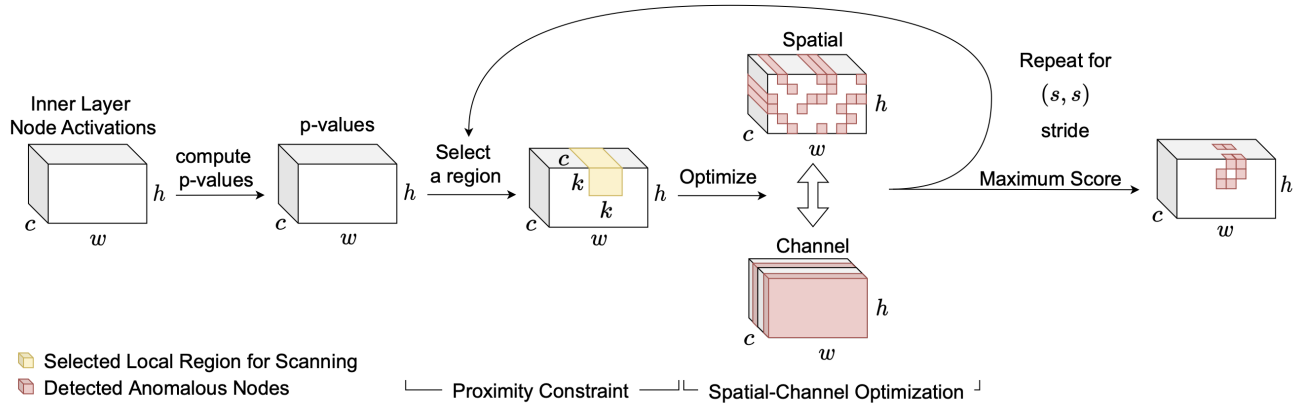 Inner Layer
Node Activations
h
c
w
compute
p-values
p-values
h
c
w
Select
a region
c
k
k
h
w
Optimize
Spatial
h
c
w
Channel
h
c
w
Repeat for
(s, s)
stride
Maximum Score
h
c
w
Selected Local Region for Scanning
Detected Anomalous Nodes
Proximity Constraint
Spatial-Channel Optimization